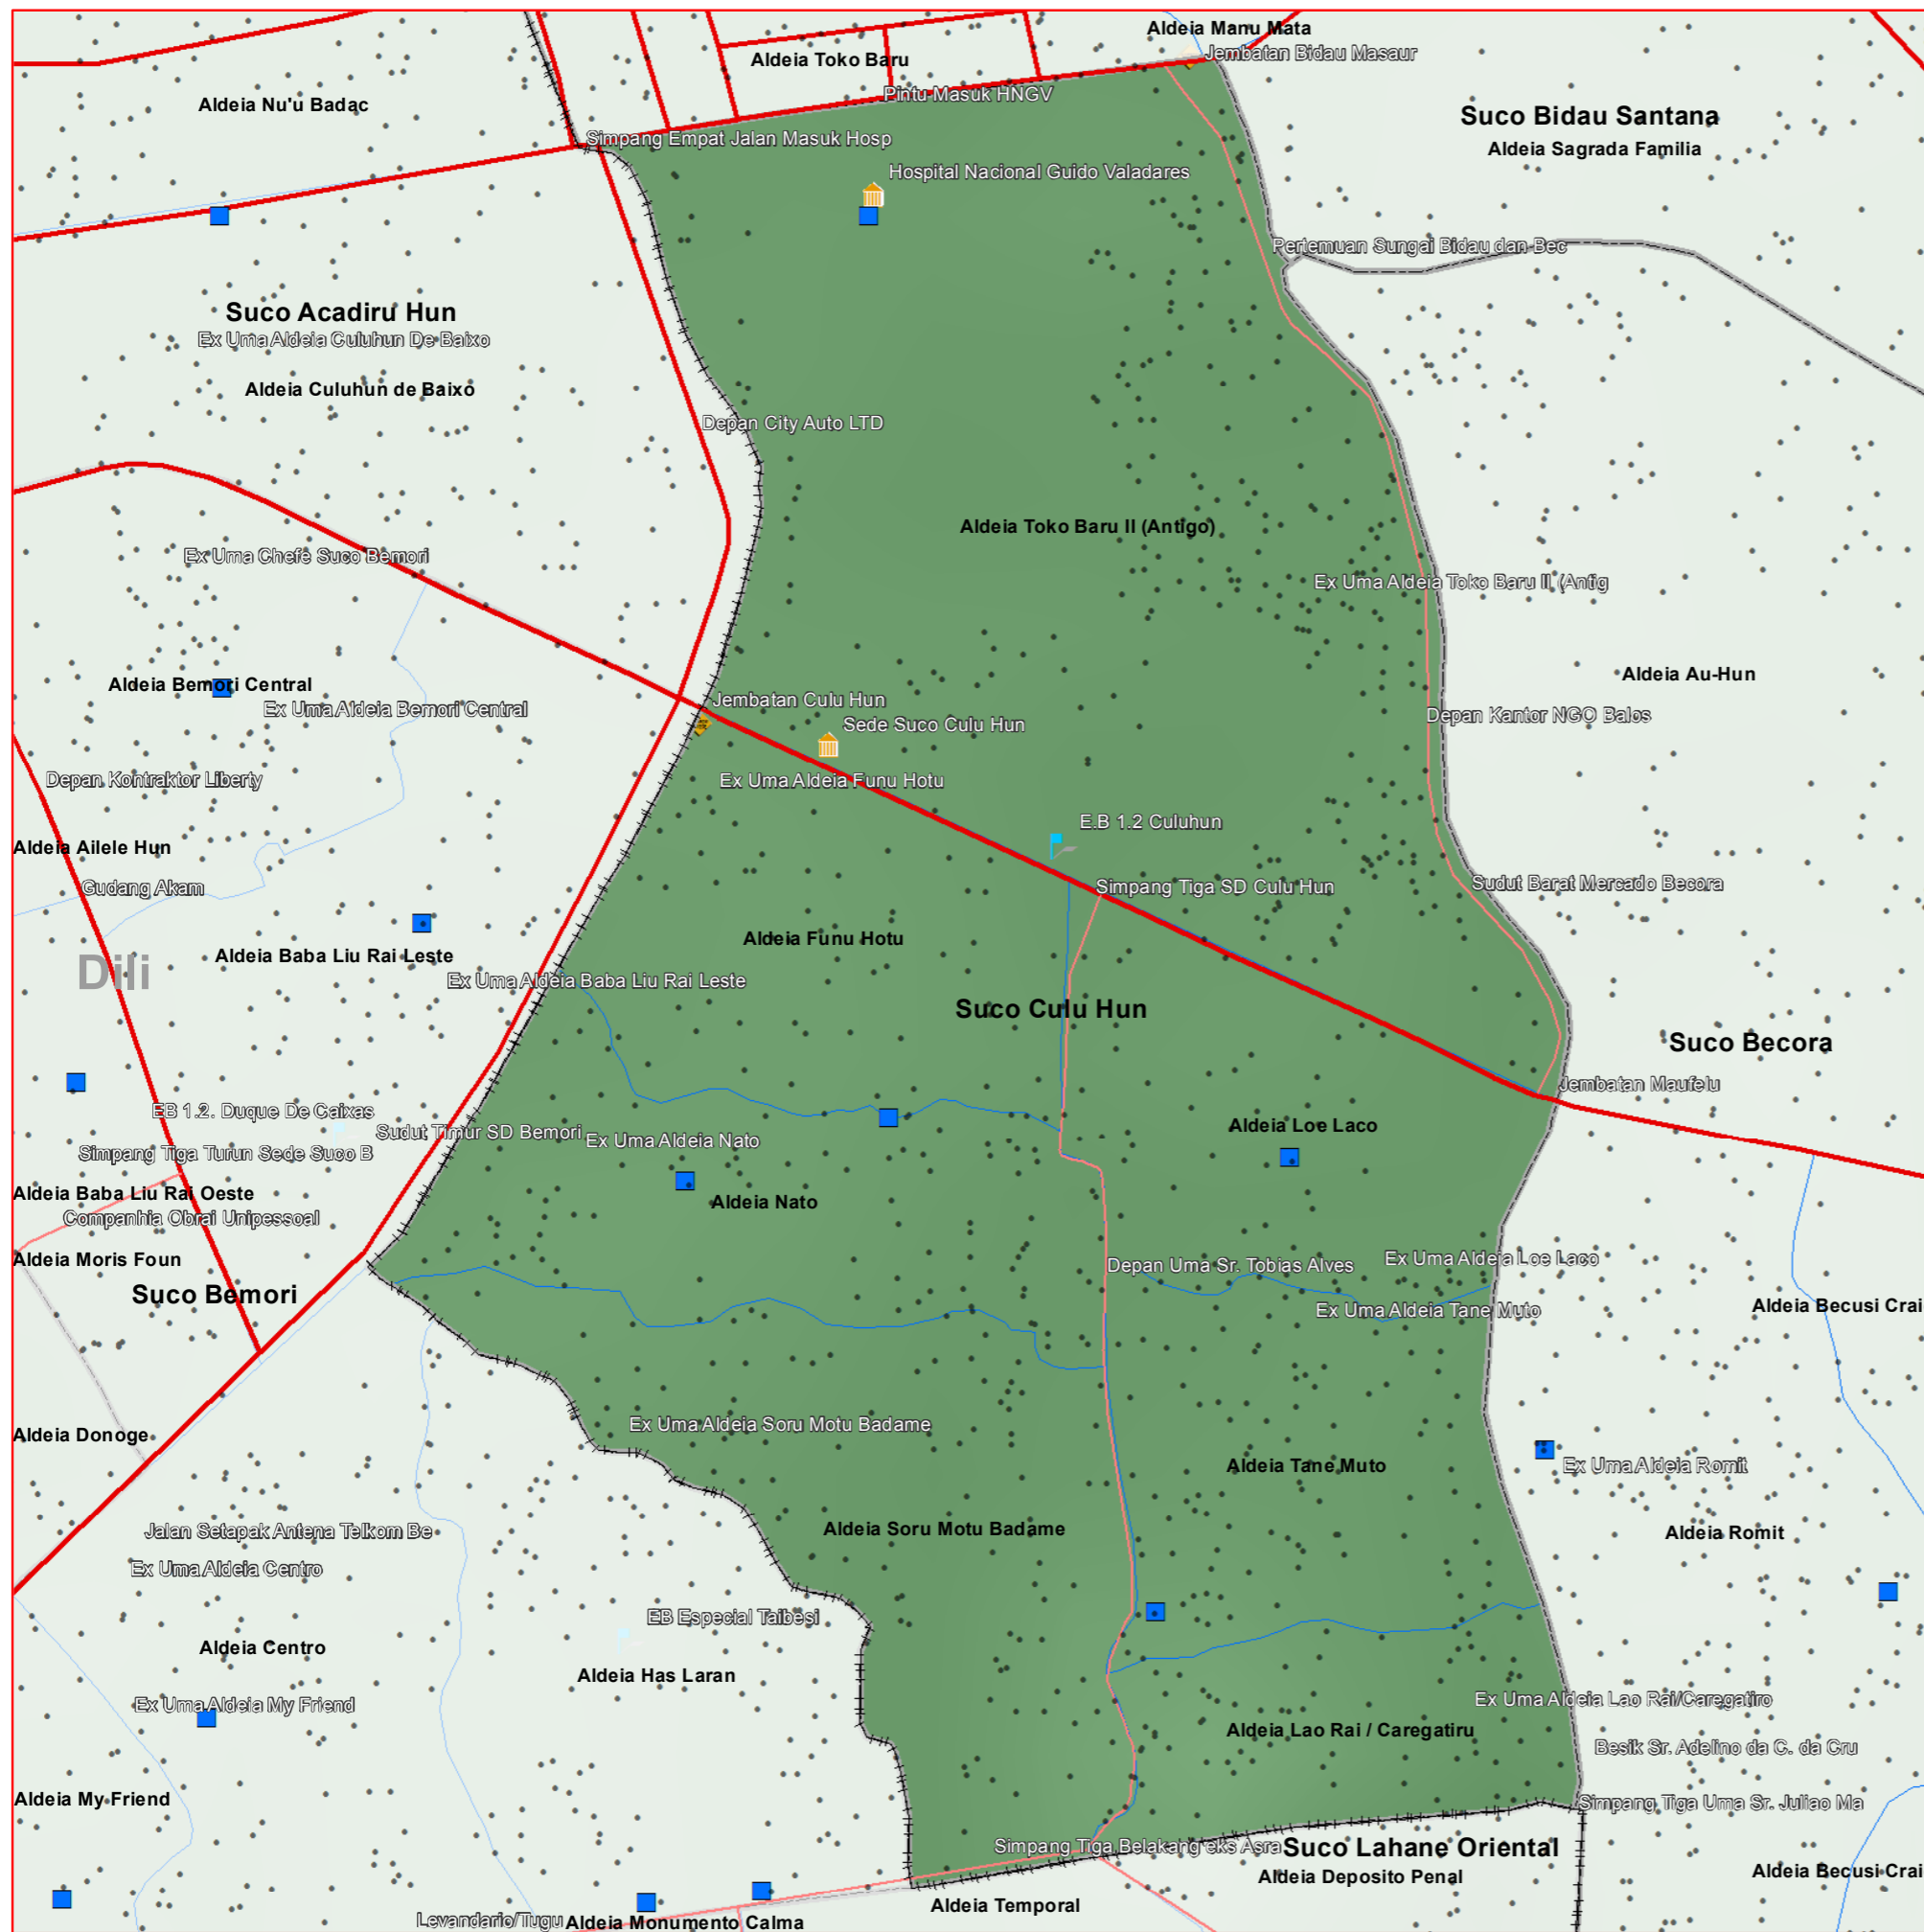 Aldeia Manu Mata
Jembatan Bidau Masaur
Aldeia Toko Baru
Pintu Masuk HNGV
Aldeia Nu'u Badac
Suco Bidau Santana
Simpang Empat Jalan Masuk Hosp
Aldeia Sagrada Familia
Hospital Nacional Guido Valadares
Pertemuan Sungai Bidau dan Bec
Suco Acadiru Hun
Ex Uma Aldeia Culuhun De Baixo
Aldeia Culuhun de Baixo
Depan City Auto LTD
Aldeia Toko Baru II (Antigo)
Ex Uma Chefe Suco Bemori
Ex Uma Aldeia Toko Baru II (Antig
Aldeia Au-Hun
Aldeia Bemori Central
Jembatan Culu Hun
Ex Uma Aldeia Bemori Central
Depan Kantor NGO Balos
Sede Suco Culu Hun
Depan Kontraktor Liberty
Ex Uma Aldeia Funu Hotu
E.B 1.2 Culuhun
Aldeia Ailele Hun
Gudang Akam
Simpang Tiga SD Culu Hun
Sudut Barat Mercado Becora
Aldeia Funu Hotu
Aldeia Baba Liu Rai Leste
Dili
Ex Uma Aldeia Baba Liu Rai Leste
Suco Culu Hun
Suco Becora
Jembatan Maufelu
EB 1.2. Duque De Caixas
Aldeia Loe Laco
Sudut Timur SD Bemori
Ex Uma Aldeia Nato
Simpang Tiga Turun Sede Suco B
Aldeia Baba Liu Rai Oeste
Aldeia Nato
Companhia Obrai Unipessoal
Aldeia Moris Foun
Depan Uma Sr. Tobias Alves
Ex Uma Aldeia Loe Laco
Suco Bemori
Ex Uma Aldeia Tane Muto
Aldeia Becusi Crai
Ex Uma Aldeia Soru Motu Badame
Aldeia Donoge
Aldeia Tane Muto
Ex Uma Aldeia Romit
Jalan Setapak Antena Telkom Be
Aldeia Soru Motu Badame
Aldeia Romit
Ex Uma Aldeia Centro
EB Especial Taibesi
Aldeia Centro
Aldeia Has Laran
Ex Uma Aldeia My Friend
Ex Uma Aldeia Lao Rai/Caregatiro
Aldeia Lao Rai / Caregatiru
Besik Sr. Adelino da C. da Cru
Aldeia My Friend
Simpang Tiga Uma Sr. Juliao Ma
Simpang Tiga Belakang eks Asra
Suco Lahane Oriental
Aldeia Deposito Penal
Aldeia Becusi Crai
Aldeia Temporal
Levandario/Tugu
Aldeia Monumento Calma